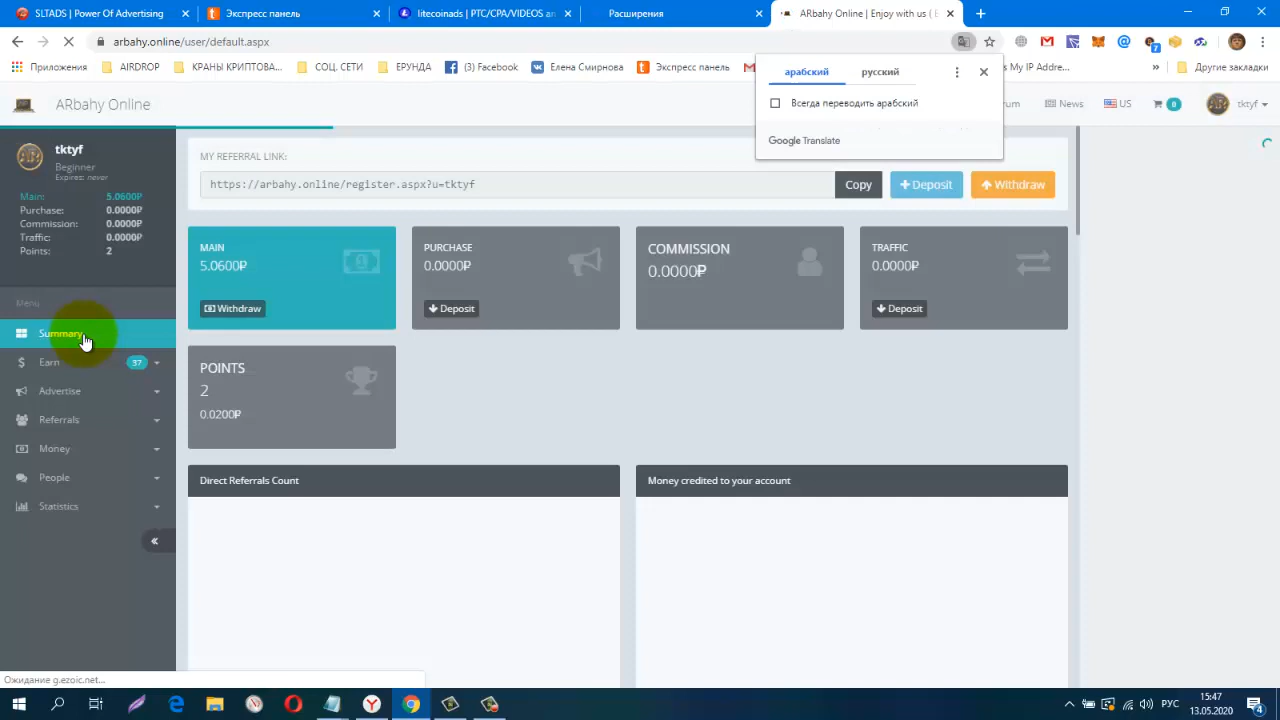 SLTADS | Power Of Advertising
Экспресс панель
litecoinads | PTC/CPA/VIDEOS an
Расширения
ARbahy Online | Enjoy with us ( E
arbahy.online/user/default.aspx
Приложения
AIRDROP
КРАНЫ КРИПТОВА...
СОЦ. СЕТИ
ЕРУНДА
(3) Facebook
Елена Смирнова
Экспресс панель
s My IP Addre...
»
Другие закладки
арабский
русский
Всегда переводить арабский
Google Translate
ARbahy Online
rum
News
US
0
tktyf
tktyf
Beginner
Expires: never
Main: 5.0600₽
Purchase: 0.0000₽
Commission: 0.0000₽
Traffic: 0.0000₽
Points: 2
Menu
Summary
Earn 37
Advertise
Referrals
Money
People
Statistics
«
MY REFERRAL LINK:
https://arbahy.online/register.aspx?u=tktyf
Copy
Deposit
Withdraw
MAIN
5.0600₽
Withdraw
PURCHASE
0.0000₽
Deposit
COMMISSION
0.0000₽
TRAFFIC
0.0000₽
Deposit
POINTS
2
0.0200₽
Direct Referrals Count
Money credited to your account
Ожидание g.ezoic.net...
РУС
15:47
13.05.2020
4